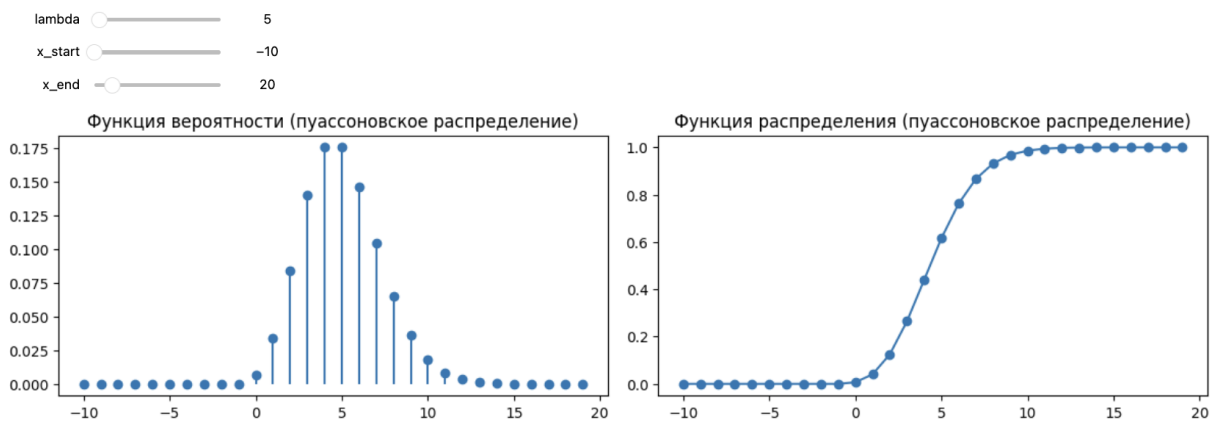 lambda 5
x_start −10
x_end 20
Функция вероятности (пуассоновское распределение)
0.175
0.150
0.125
0.100
0.075
0.050
0.025
0.000
−10 −5 0 5 10 15 20
Функция распределения (пуассоновское распределение)
1.0
0.8
0.6
0.4
0.2
0.0
−10 −5 0 5 10 15 20